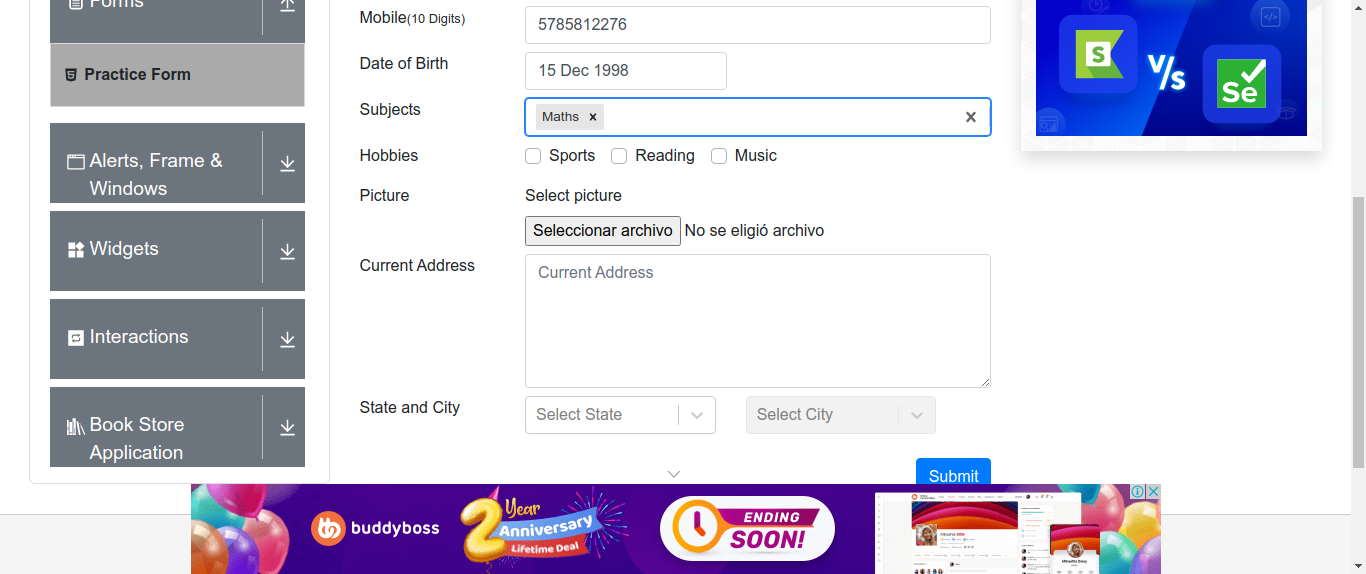 Forms
Practice Form
Alerts, Frame &
Windows
Widgets
Interactions
Book Store
Application
Mobile(10 Digits)
5785812276
Date of Birth
15 Dec 1998
Subjects
Maths
Hobbies
Sports
Reading
Music
Picture
Select picture
Seleccionar archivo No se eligió archivo
Current Address
Current Address
State and City
Select State
Select City
Submit
S
V/s
Se
buddyboss
2 Year
Anniversary
Lifetime Deal
ENDING
SOON!